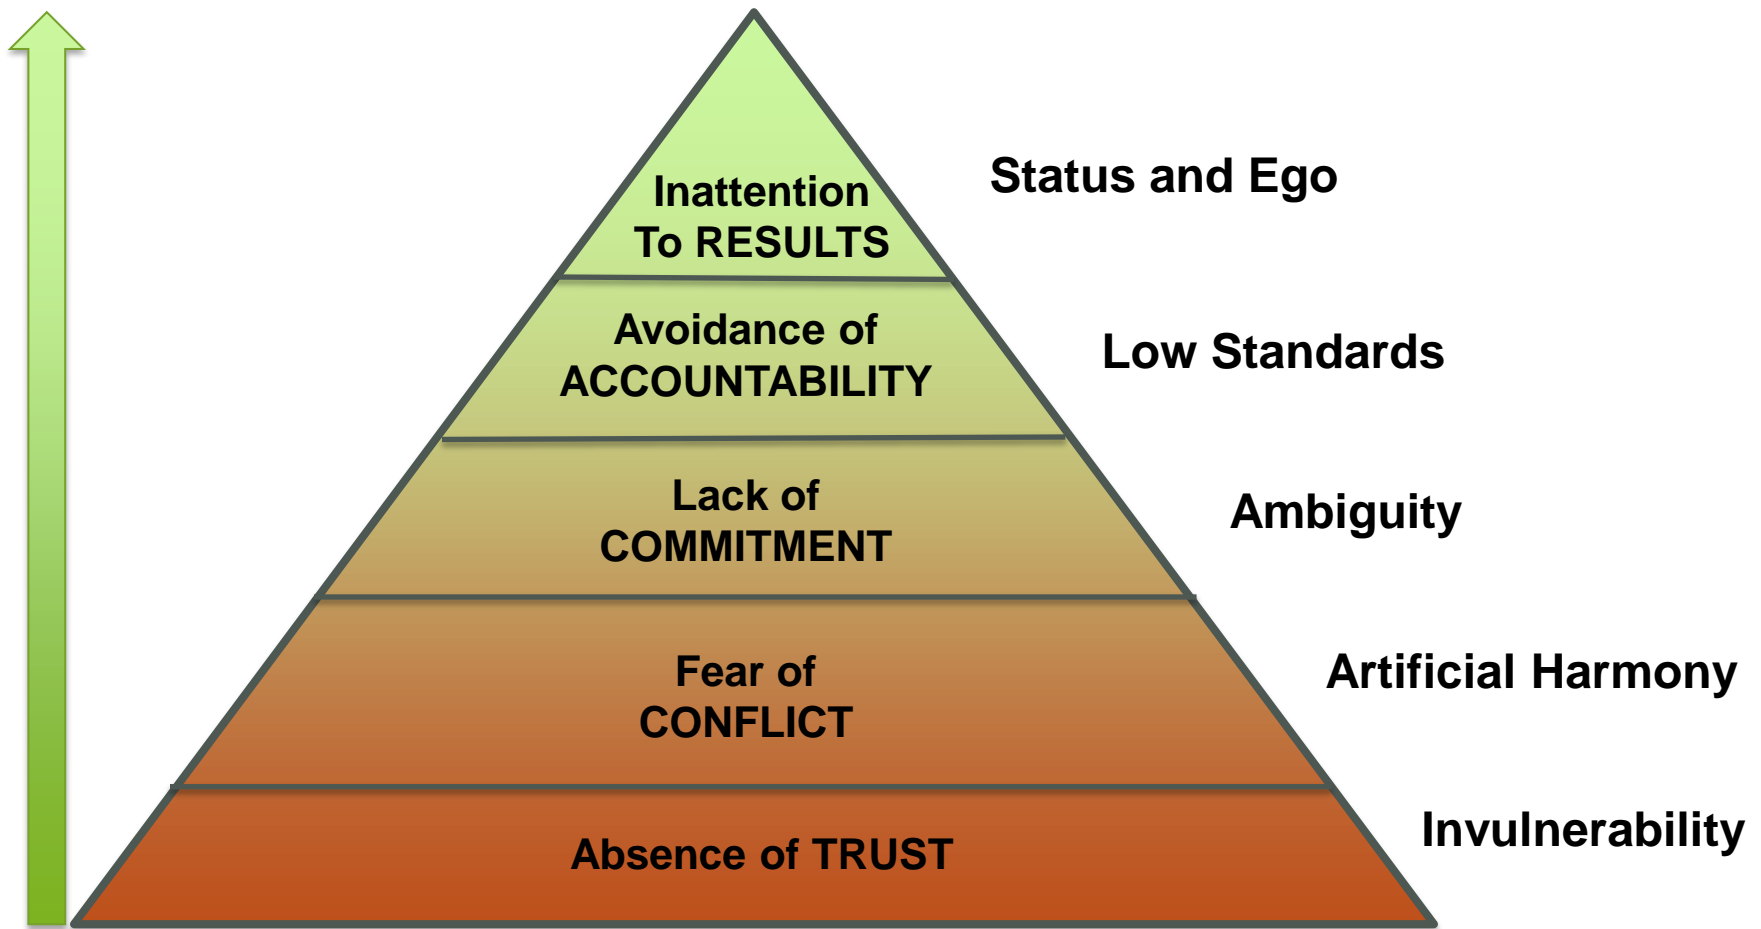 Inattention
To RESULTS
Status and Ego
Avoidance of
ACCOUNTABILITY
Low Standards
Lack of
COMMITMENT
Ambiguity
Fear of
CONFLICT
Artificial Harmony
Absence of TRUST
Invulnerability